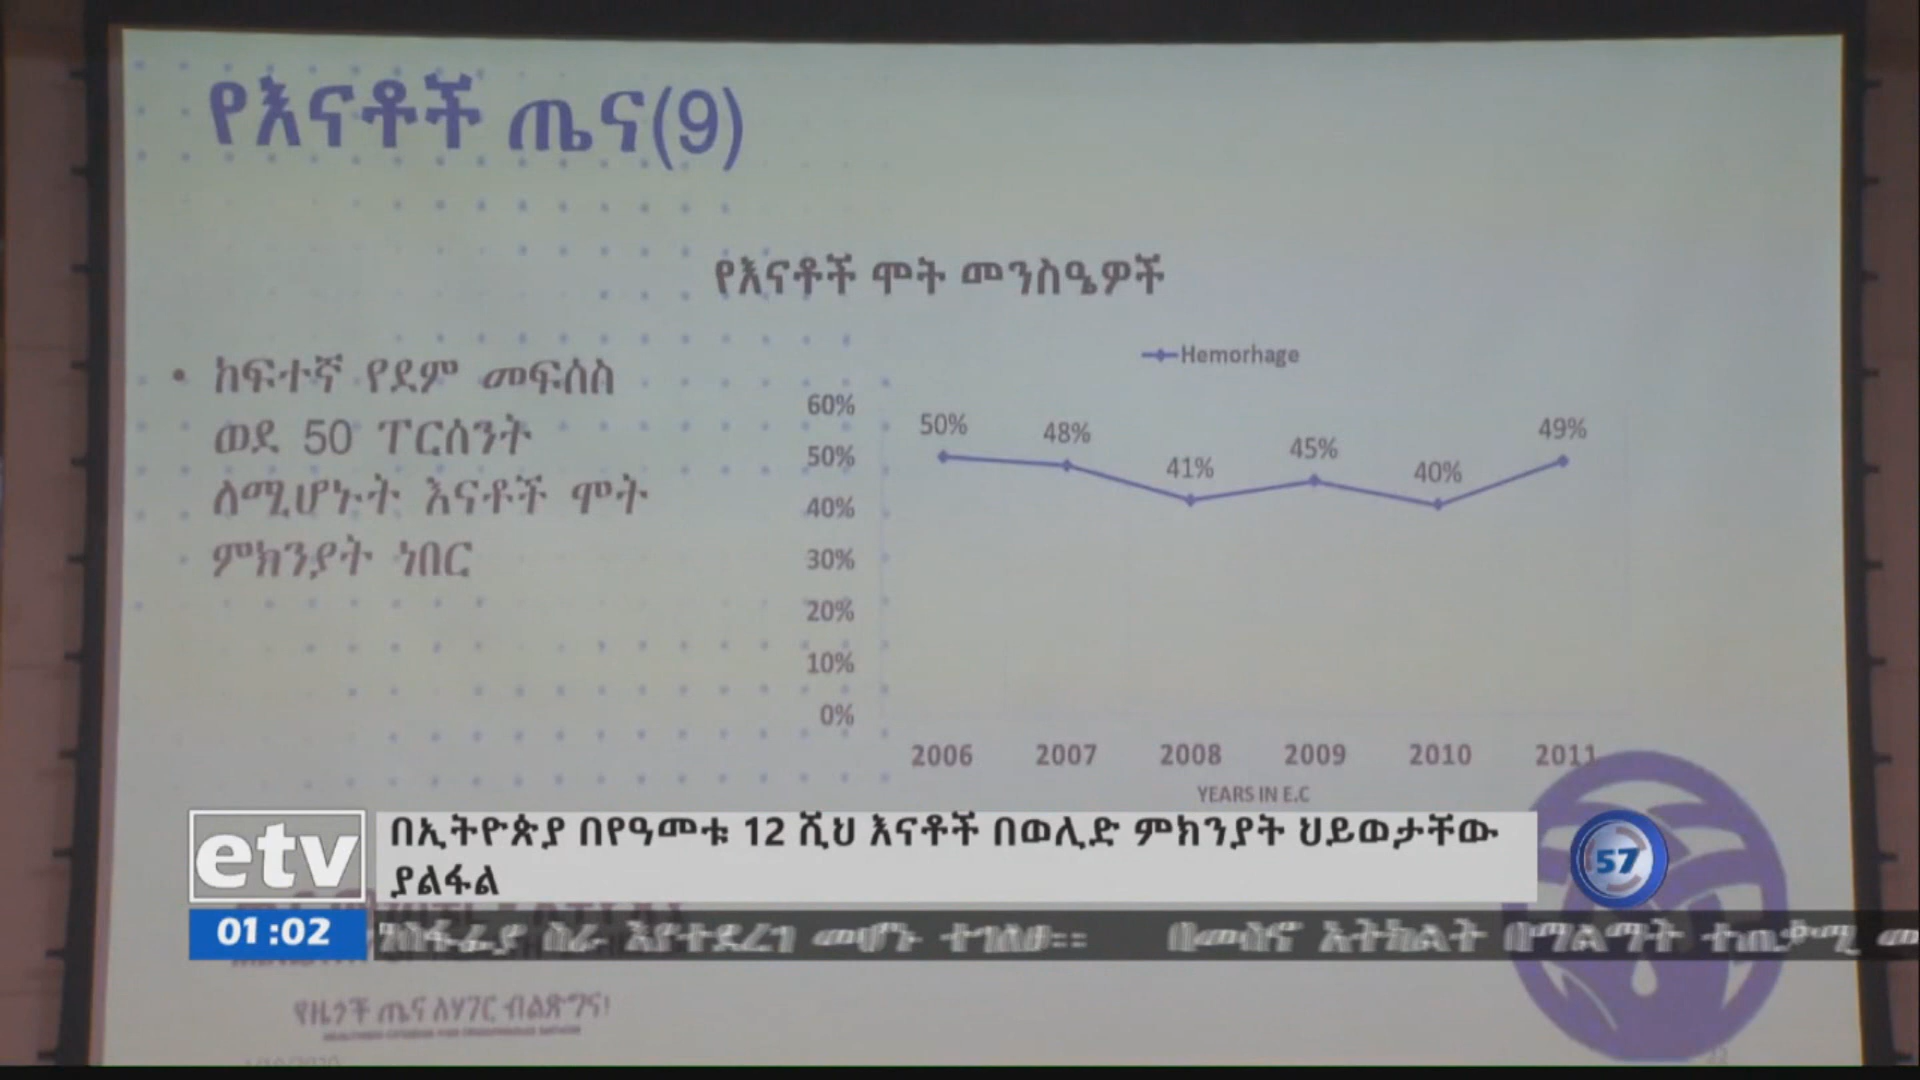 የእናቶች ጤና(9)
የእናቶች ሞት መንስዔዎች
• ከፍተኛ የደም መፍሰስ
ወደ 50 ፐርሰንት
ለሚሆኑት እናቶች ሞት
ምክንያት ነበር
Hemorhage
60%
50%
40%
30%
20%
10%
0%
50% 48% 41% 45% 40% 49%
2006 2007 2008 2009 2010 2011
YEARS IN E.C
etv
በኢትዮጵያ በየዓመቱ 12 ሺህ እናቶች በወሊድ ምክንያት ህይወታቸው
ያልፋል
57
01:02
ስራ እየተደረገ መሆኑ ተገለፀ፡፡ በመስኖ አትክልት በማልማት ተጠቃሚ
የዜጎች ጤና ለሃገር ብልጽግና!